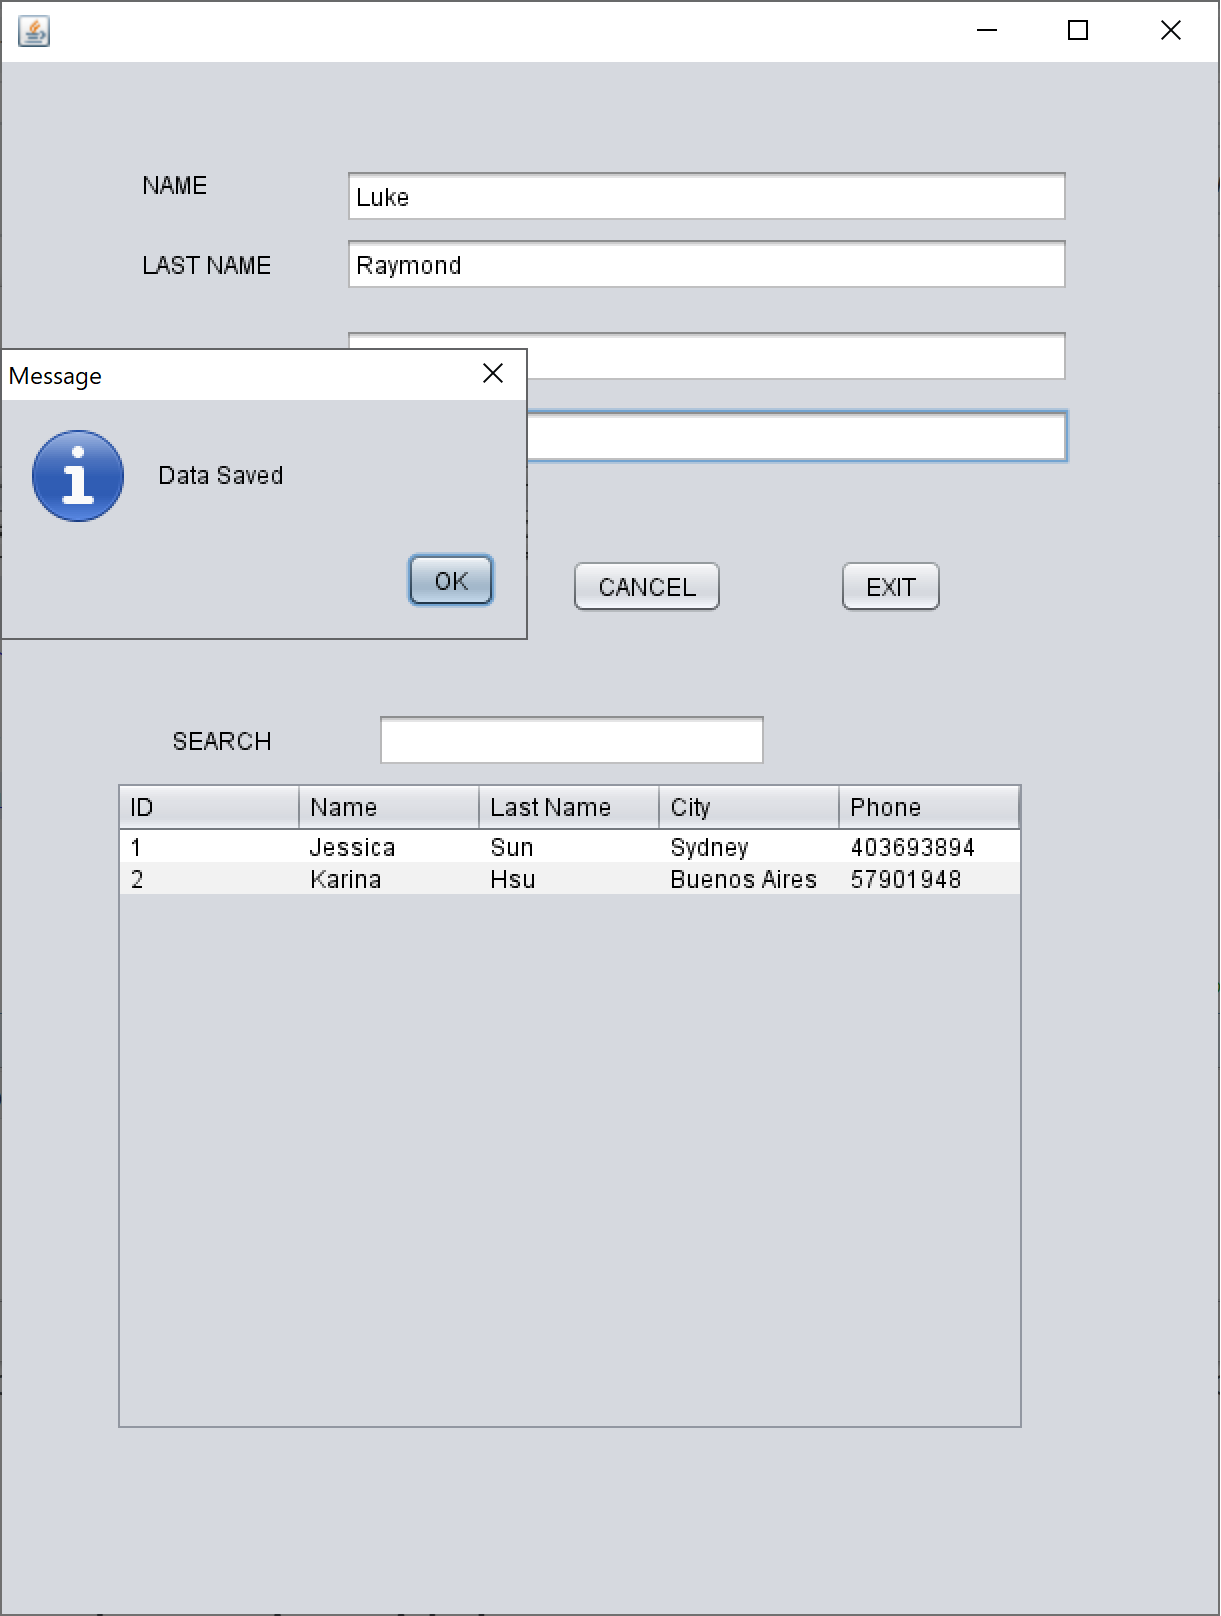 NAME
Luke
LAST NAME
Raymond
Message
Data Saved
OK
CANCEL
EXIT
SEARCH
ID Name Last Name City Phone
1 Jessica Sun Sydney 403693894
2 Karina Hsu Buenos Aires 57901948